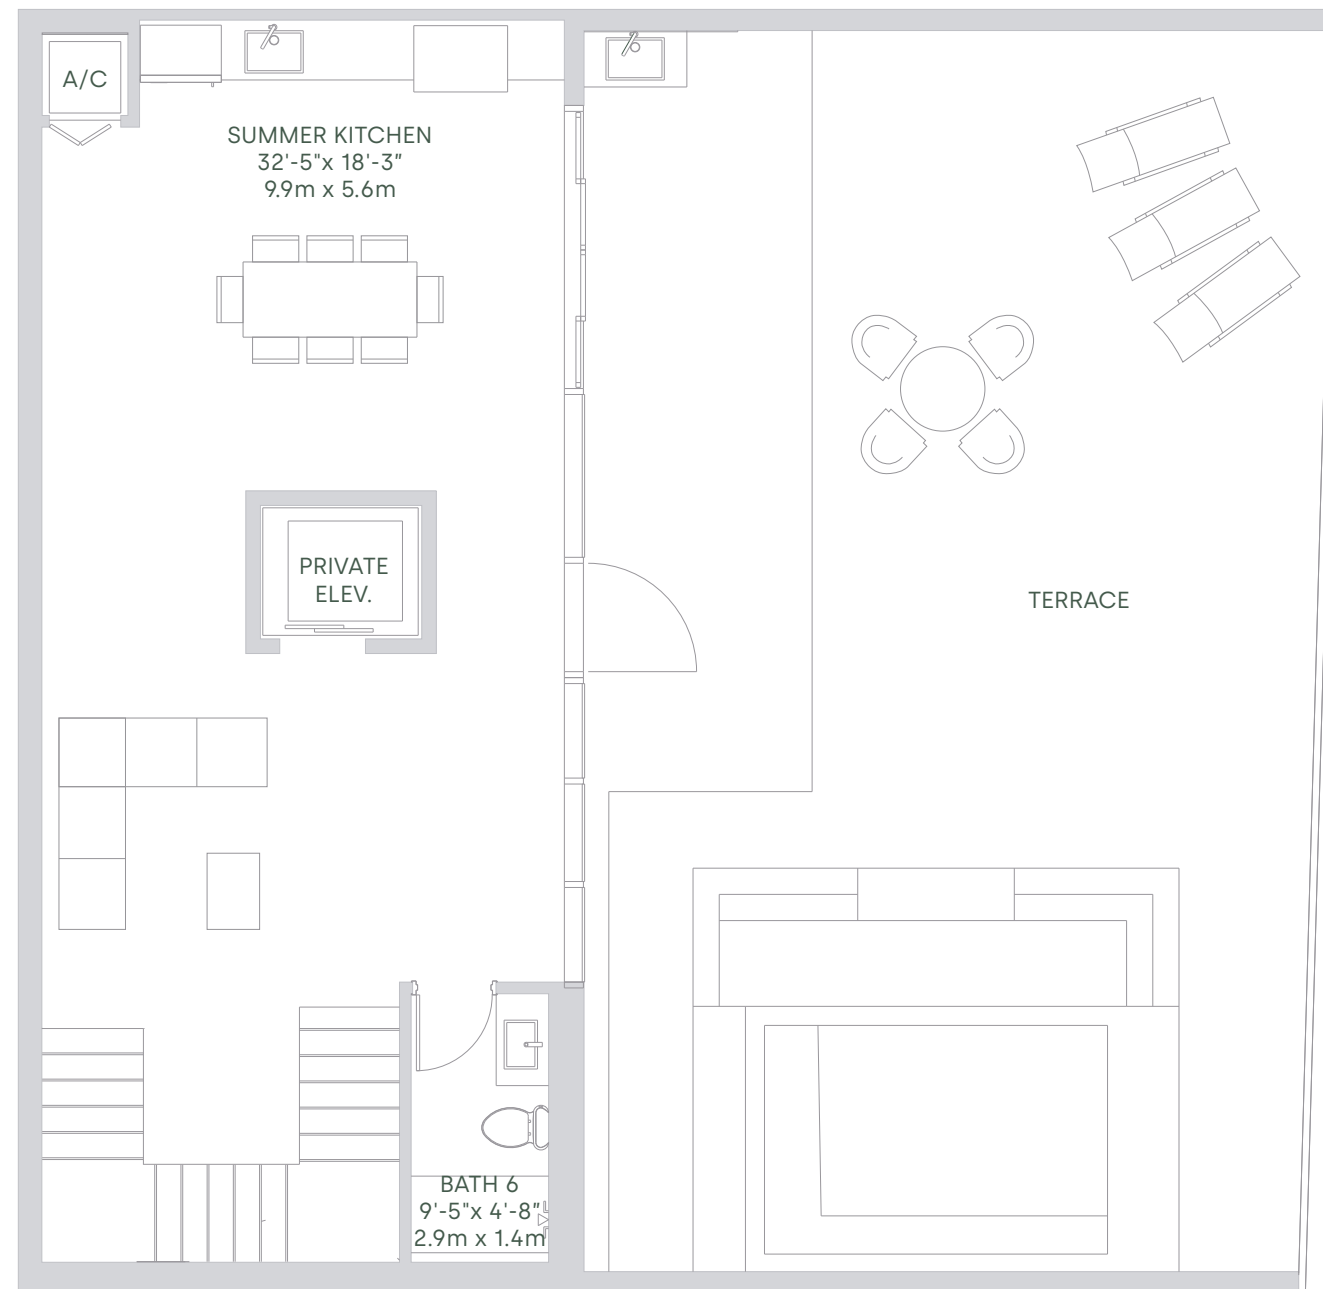 A/C
SUMMER KITCHEN
32'-5"x 18'-3"
9.9m x 5.6m
PRIVATE
ELEV.
TERRACE
BATH 6
9'-5"x 4'-8"
2.9m x 1.4m